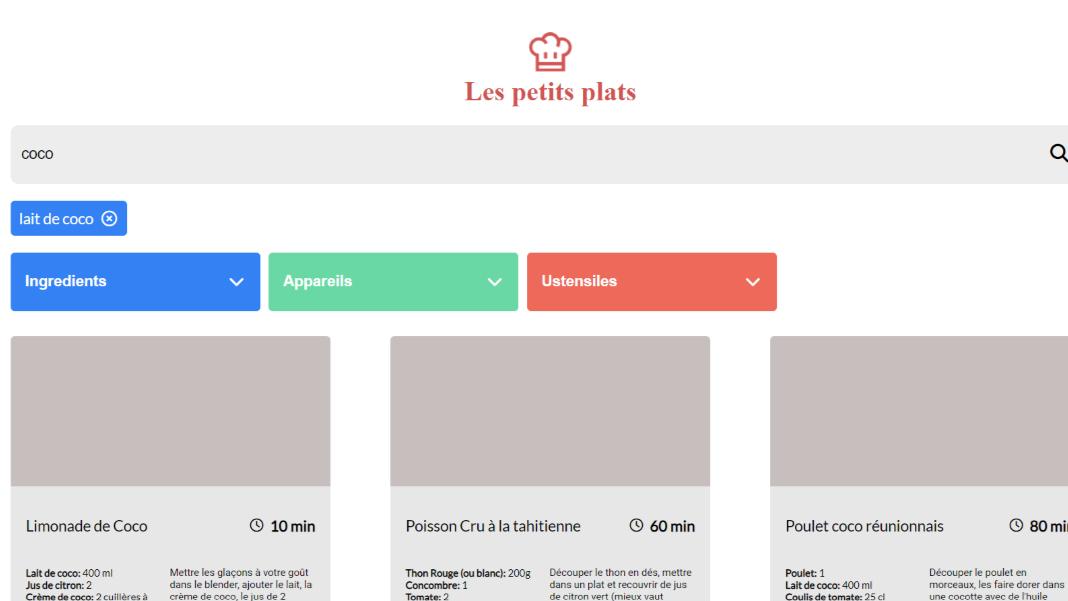 Les petits plats
coco
lait de coco
Ingredients
Appareils
Ustensiles
Limonade de Coco
10 min
Lait de coco: 400 ml
Jus de citron: 2
Crème de coco: 2 cuillères à
Mettre les glaçons à votre goût
dans le blender, ajouter le lait, la
crème de coco, le jus de 2
Poisson Cru à la tahitienne
60 min
Thon Rouge (ou blanc): 200g
Concombre: 1
Tomate: 2
Découper le thon en dés, mettre
dans un plat et recouvrir de jus
de citron vert (mieux vaut
Poulet coco réunionnais
80 min
Poulet: 1
Lait de coco: 400 ml
Coulis de tomate: 25 cl
Découper le poulet en
morceaux, les faire dorer dans
une cocotte avec de l'huile